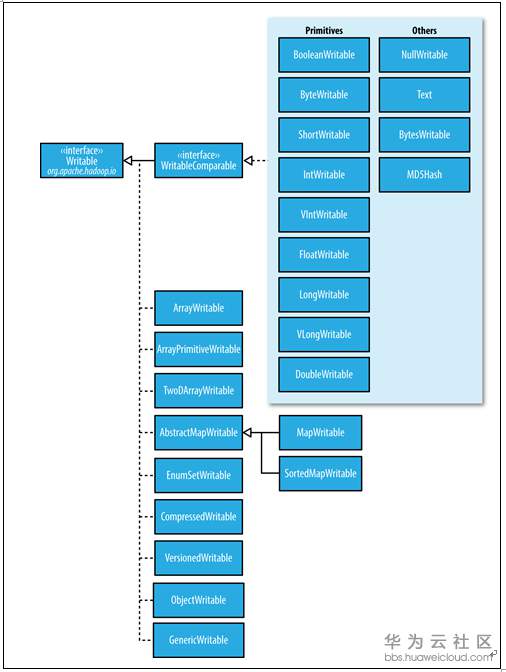 Primitives
Others
BooleanWritable
NullWritable
ByteWritable
Text
ShortWritable
BytesWritable
«interface»
Writable
org.apache.hadoop.io
«interface»
WritableComparable
IntWritable
MD5Hash
VIntWritable
FloatWritable
LongWritable
VLongWritable
DoubleWritable
ArrayWritable
ArrayPrimitiveWritable
TwoDArrayWritable
AbstractMapWritable
MapWritable
SortedMapWritable
EnumSetWritable
CompressedWritable
VersionedWritable
ObjectWritable
GenericWritable
华为云社区
bbs.huaweicloud.com